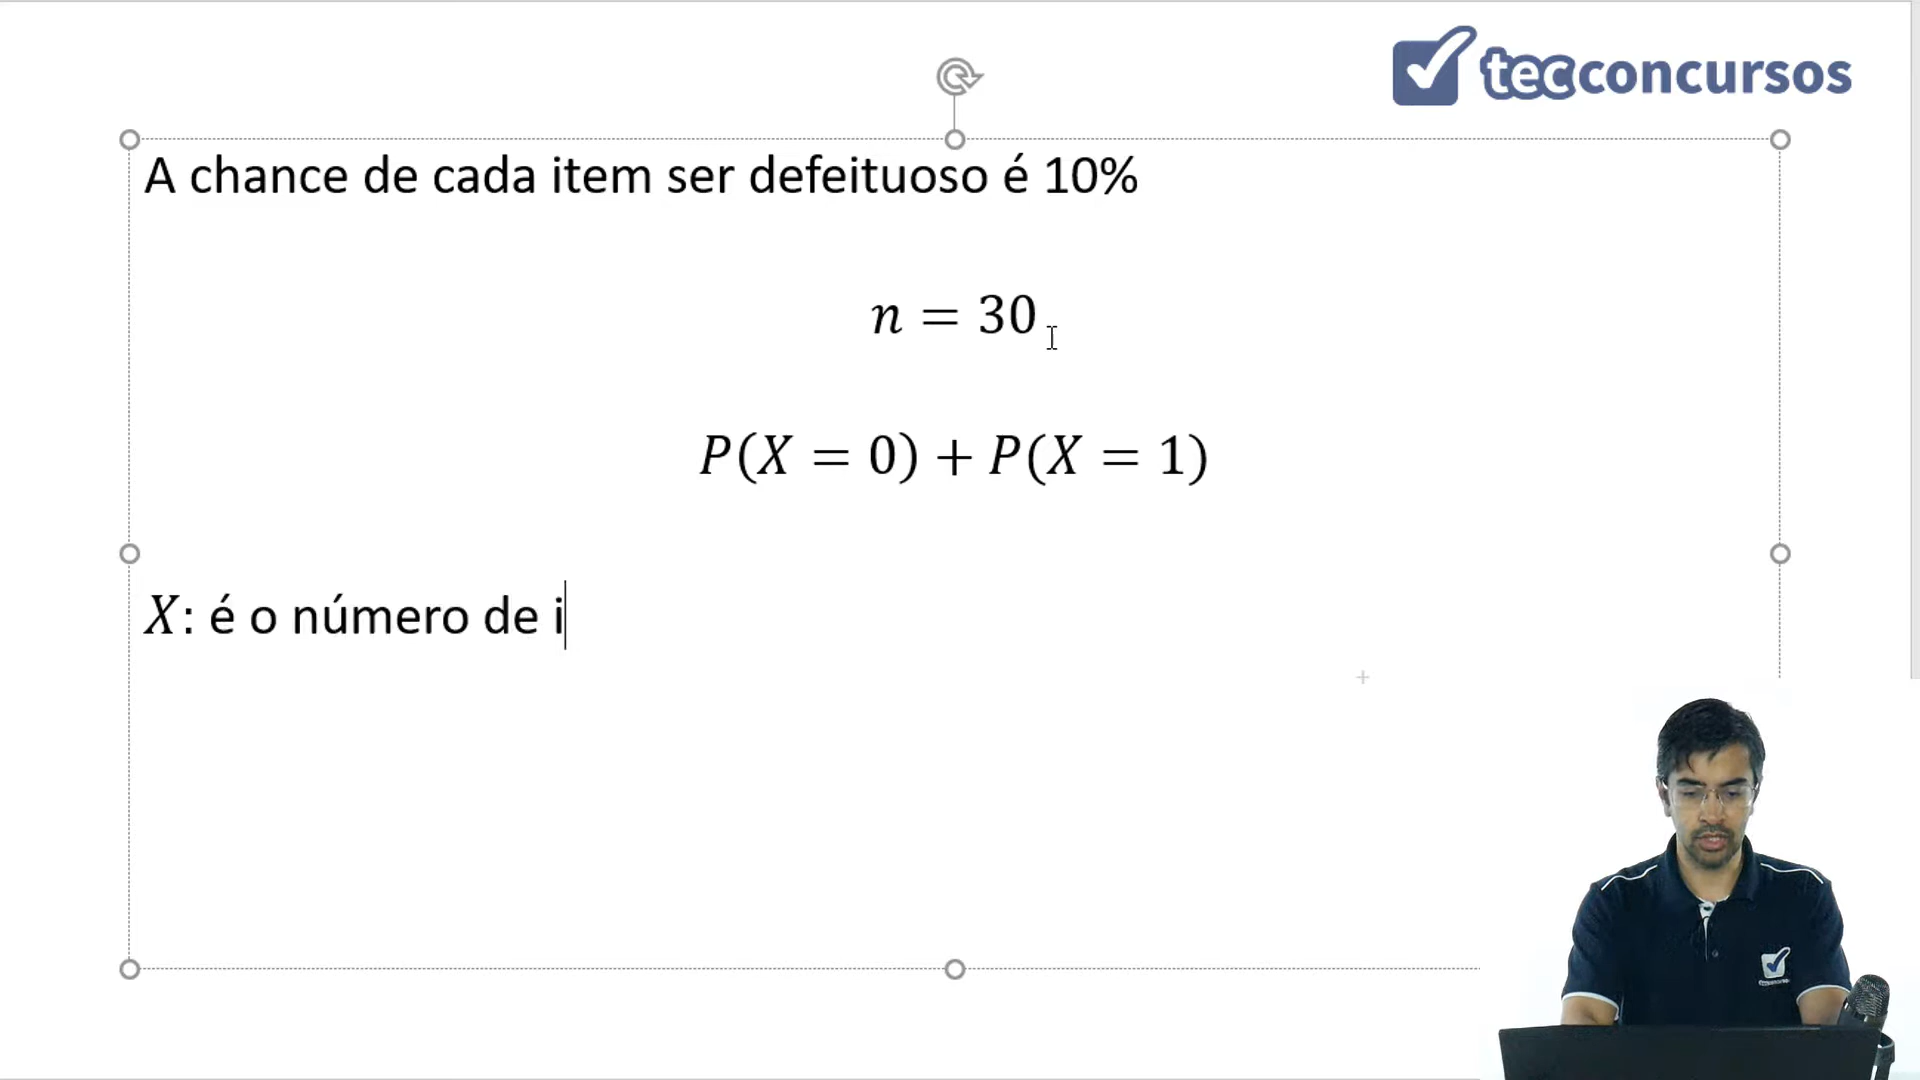 tecconcursos
A chance de cada item ser defeituoso é 10%
n = 30
P(X = 0) + P(X = 1)
X: é o número de i